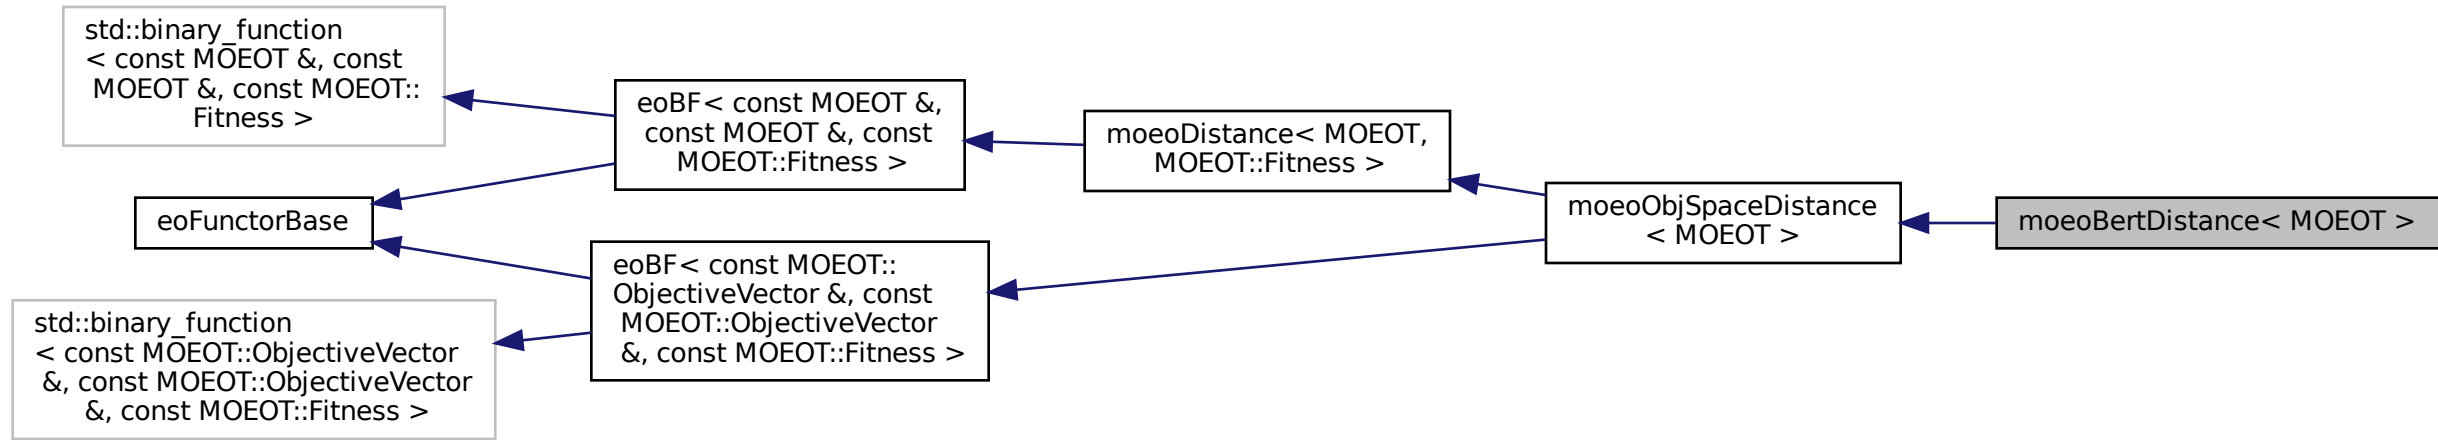 std::binary_function
< const MOEOT &, const
MOEOT &, const MOEOT::
Fitness >
eoFunctorBase
std::binary_function
< const MOEOT::ObjectiveVector
&, const MOEOT::ObjectiveVector
&, const MOEOT::Fitness >
eoBF< const MOEOT &,
const MOEOT &, const
MOEOT::Fitness >
eoBF< const MOEOT::
ObjectiveVector &, const
MOEOT::ObjectiveVector
&, const MOEOT::Fitness >
moeoDistance< MOEOT,
MOEOT::Fitness >
moeoObjSpaceDistance
< MOEOT >
moeoBertDistance< MOEOT >